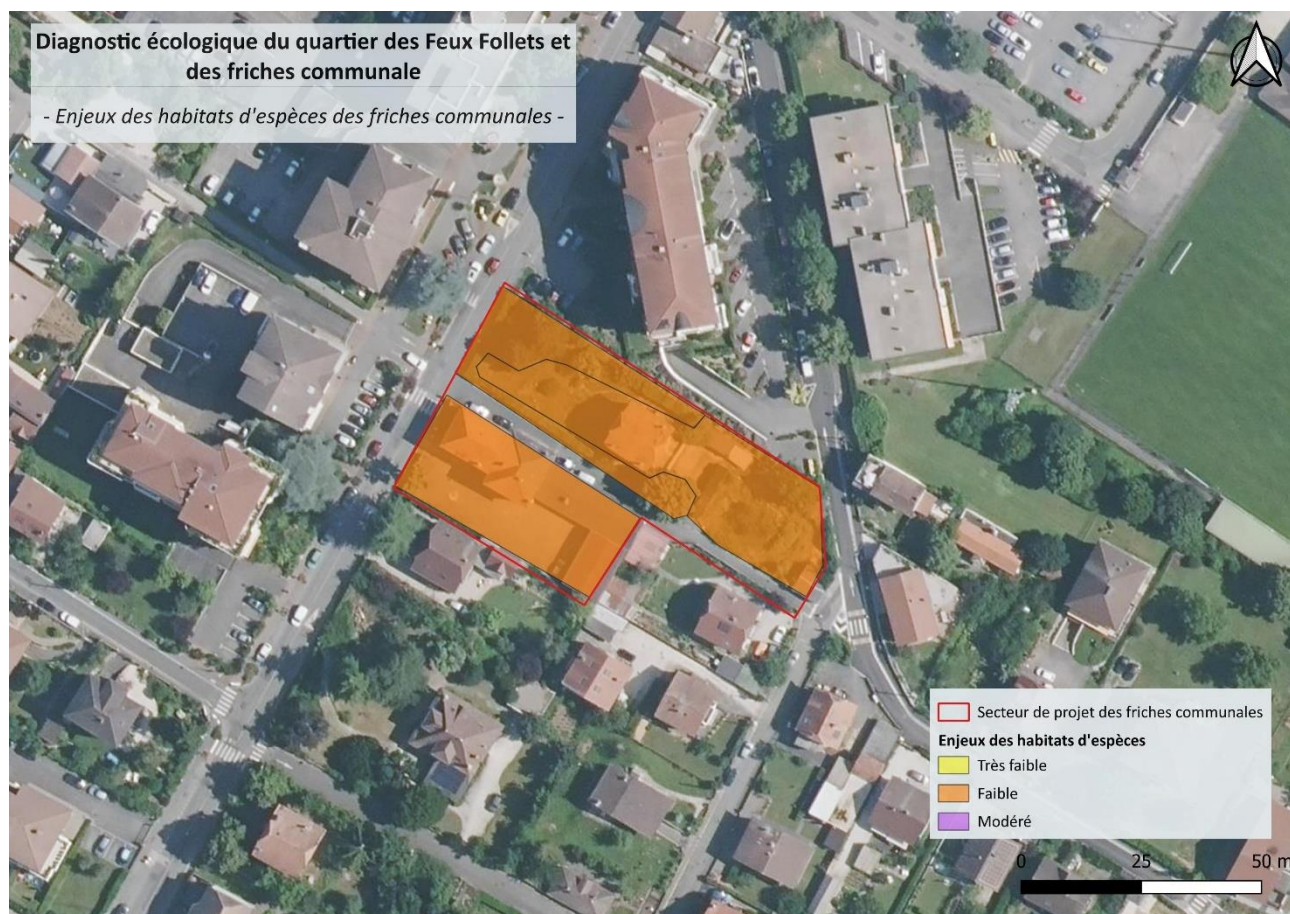 Diagnostic écologique du quartier des Feux Follets et
des friches communale
- Enjeux des habitats d'espèces des friches communales -
Secteur de projet des friches communales
Enjeux des habitats d'espèces
Très faible
Faible
Modéré
0 25 50 m